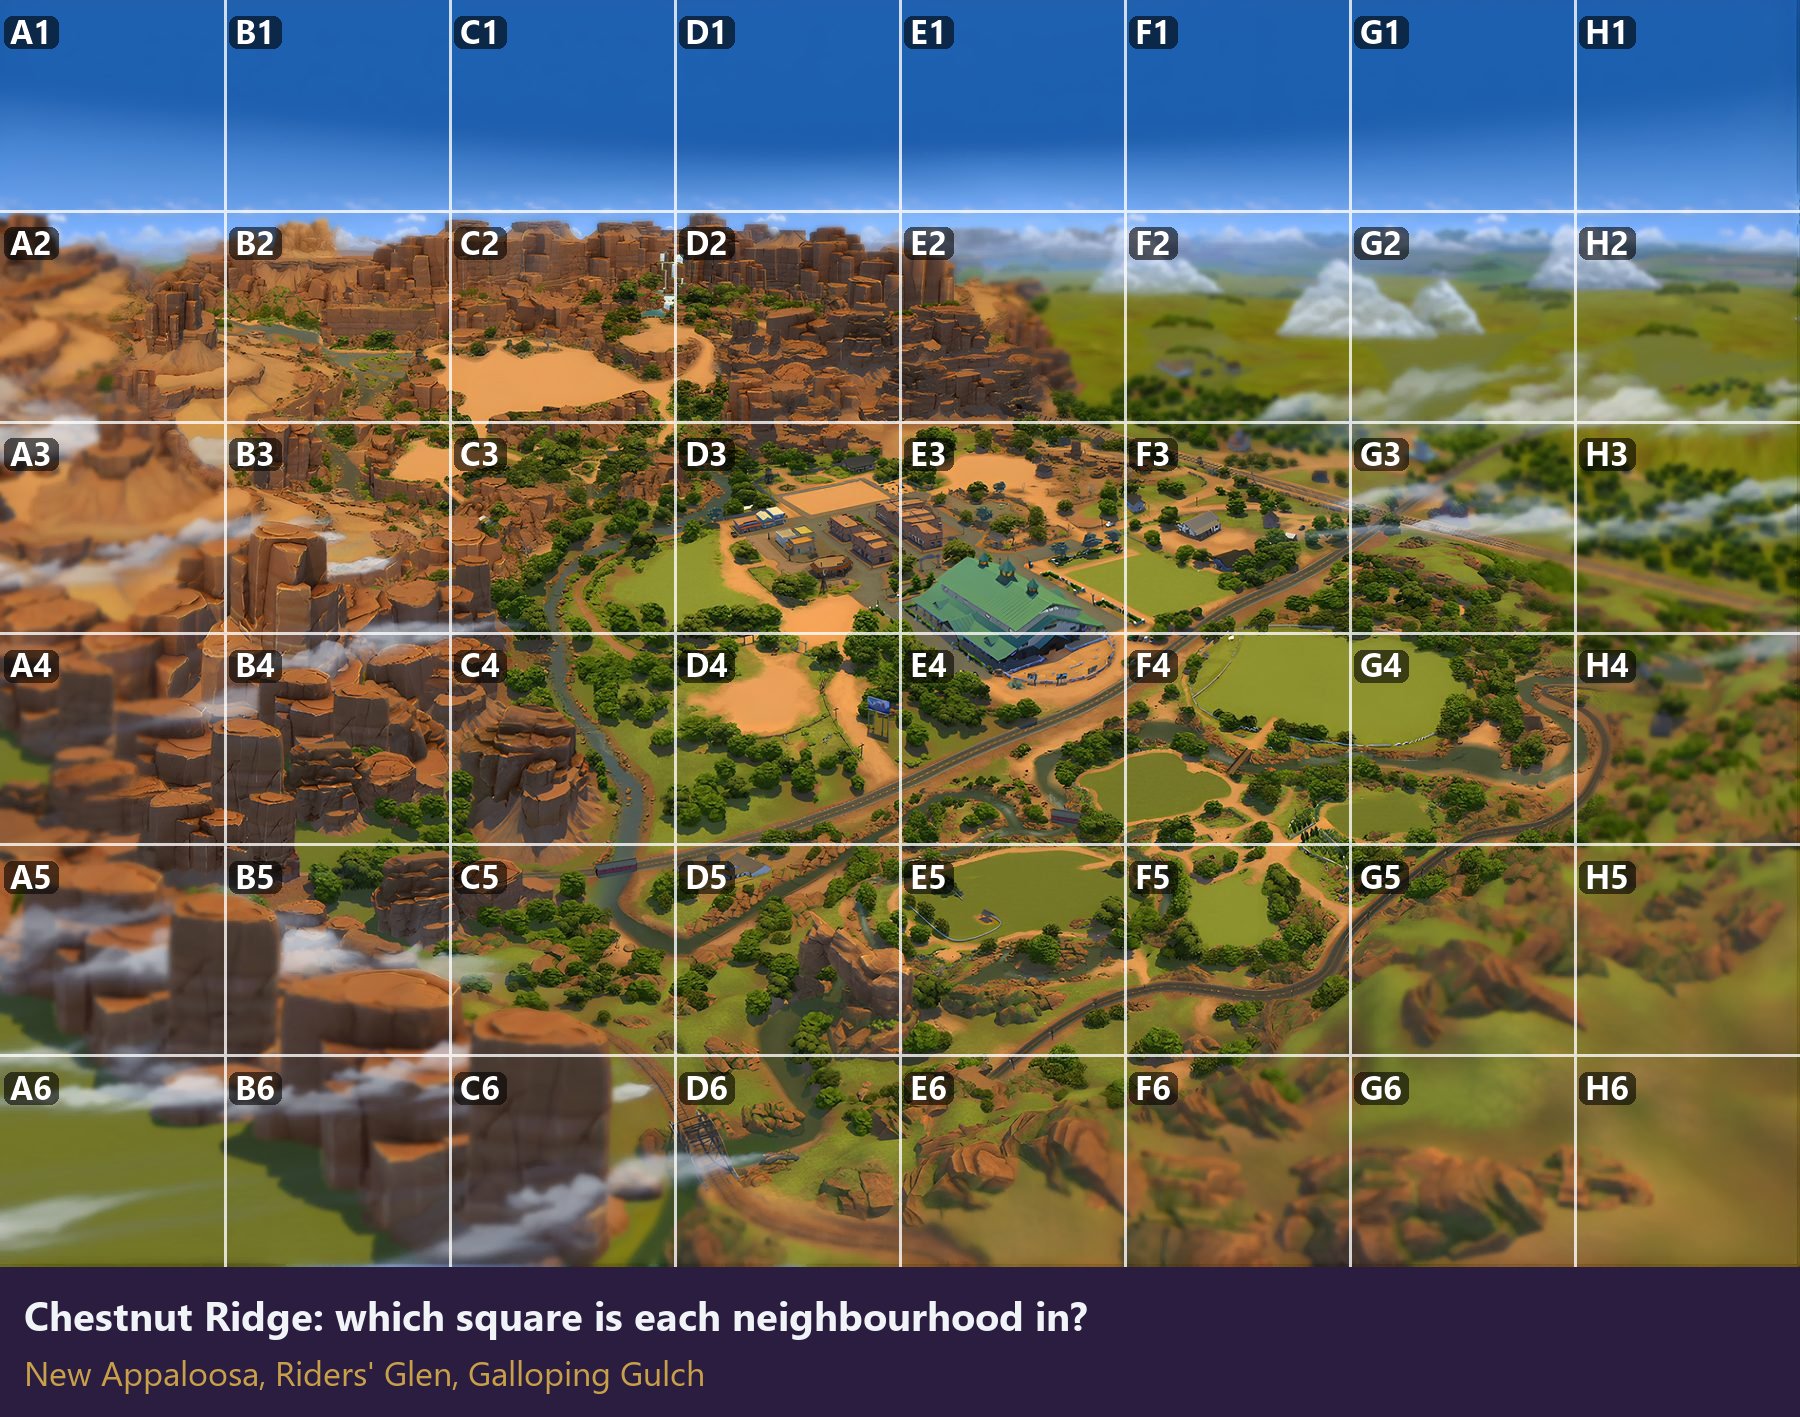 A1 B1 C1 D1 E1 F1 G1 H1
A2 B2 C2 D2 E2 F2 G2 H2
A3 B3 C3 D3 E3 F3 G3 H3
A4 B4 C4 D4 E4 F4 G4 H4
A5 B5 C5 D5 E5 F5 G5 H5
A6 B6 C6 D6 E6 F6 G6 H6
Chestnut Ridge: which square is each neighbourhood in?
New Appaloosa, Riders' Glen, Galloping Gulch